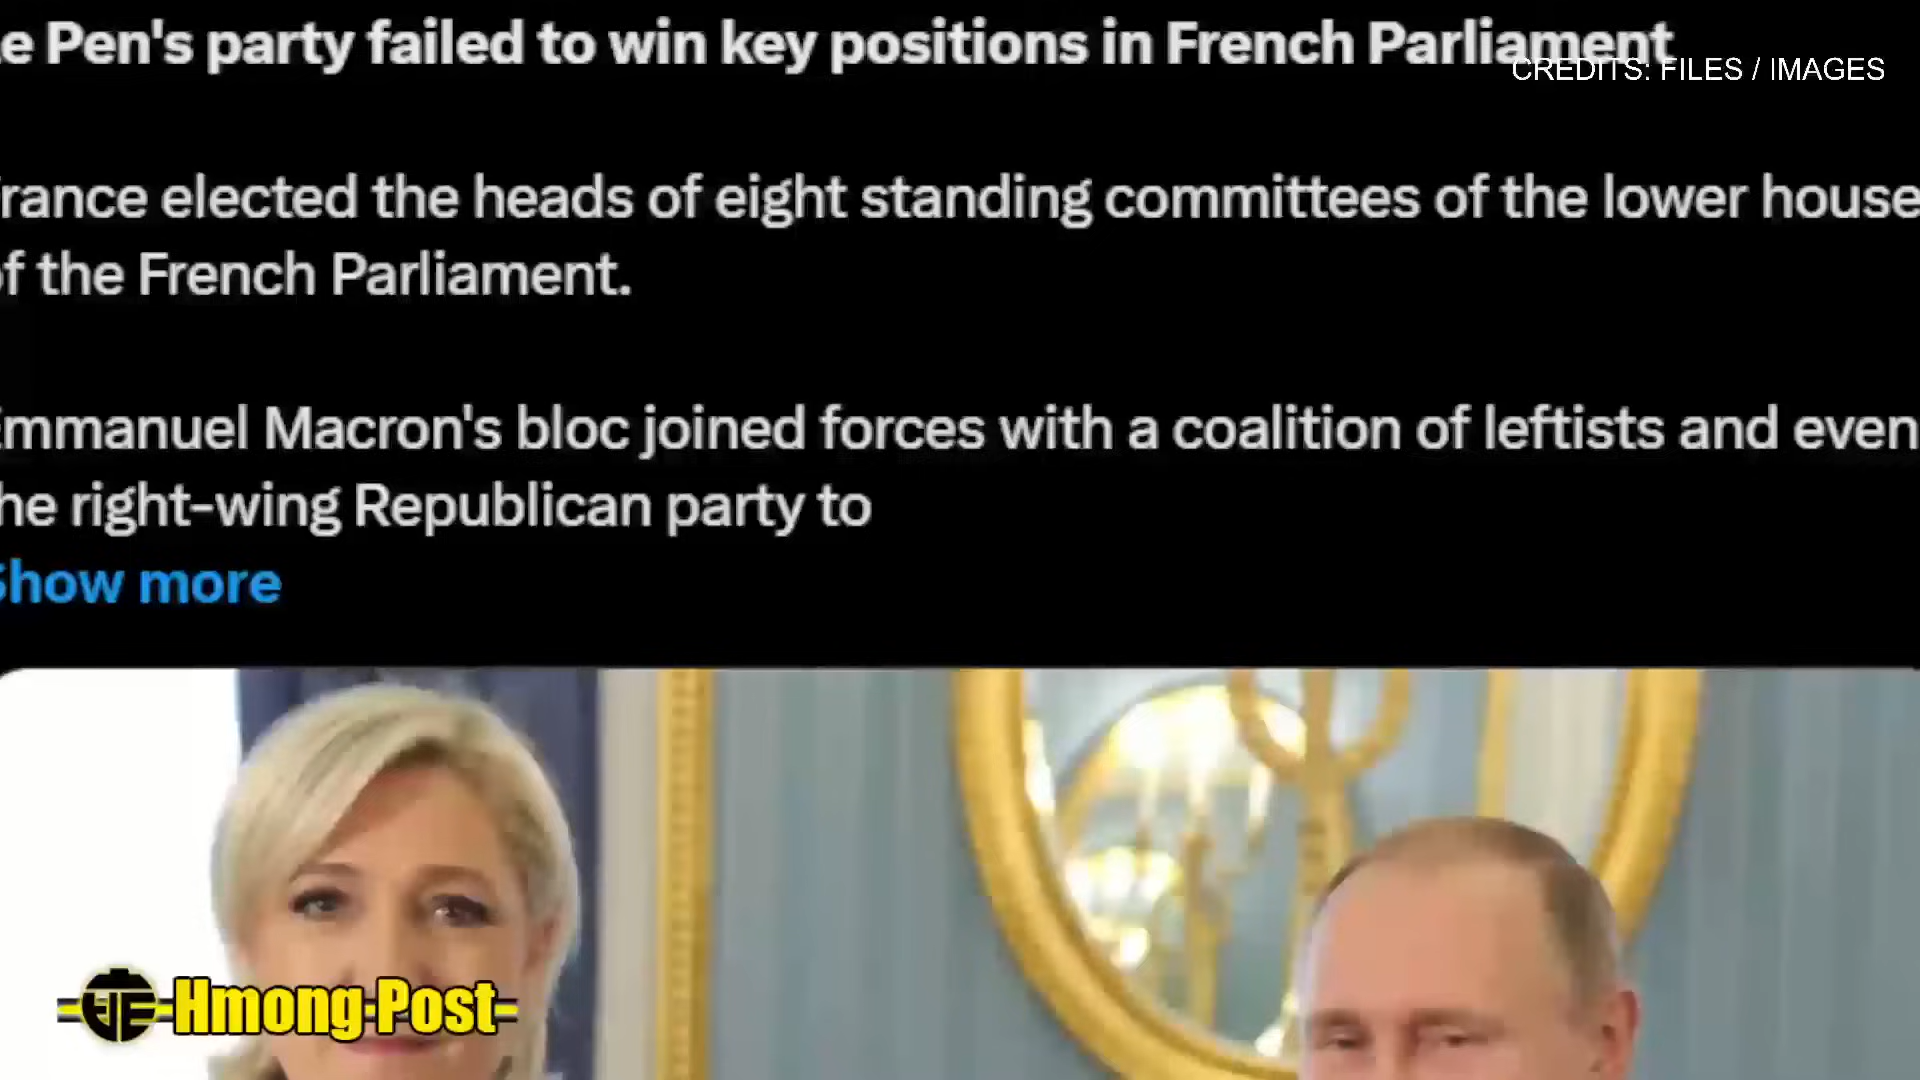 e Pen's party failed to win key positions in French Parliament
CREDITS: FILES / IMAGES
rance elected the heads of eight standing committees of the lower house
of the French Parliament.
Emmanuel Macron's bloc joined forces with a coalition of leftists and even
he right-wing Republican party to
Show more
Hmong Post